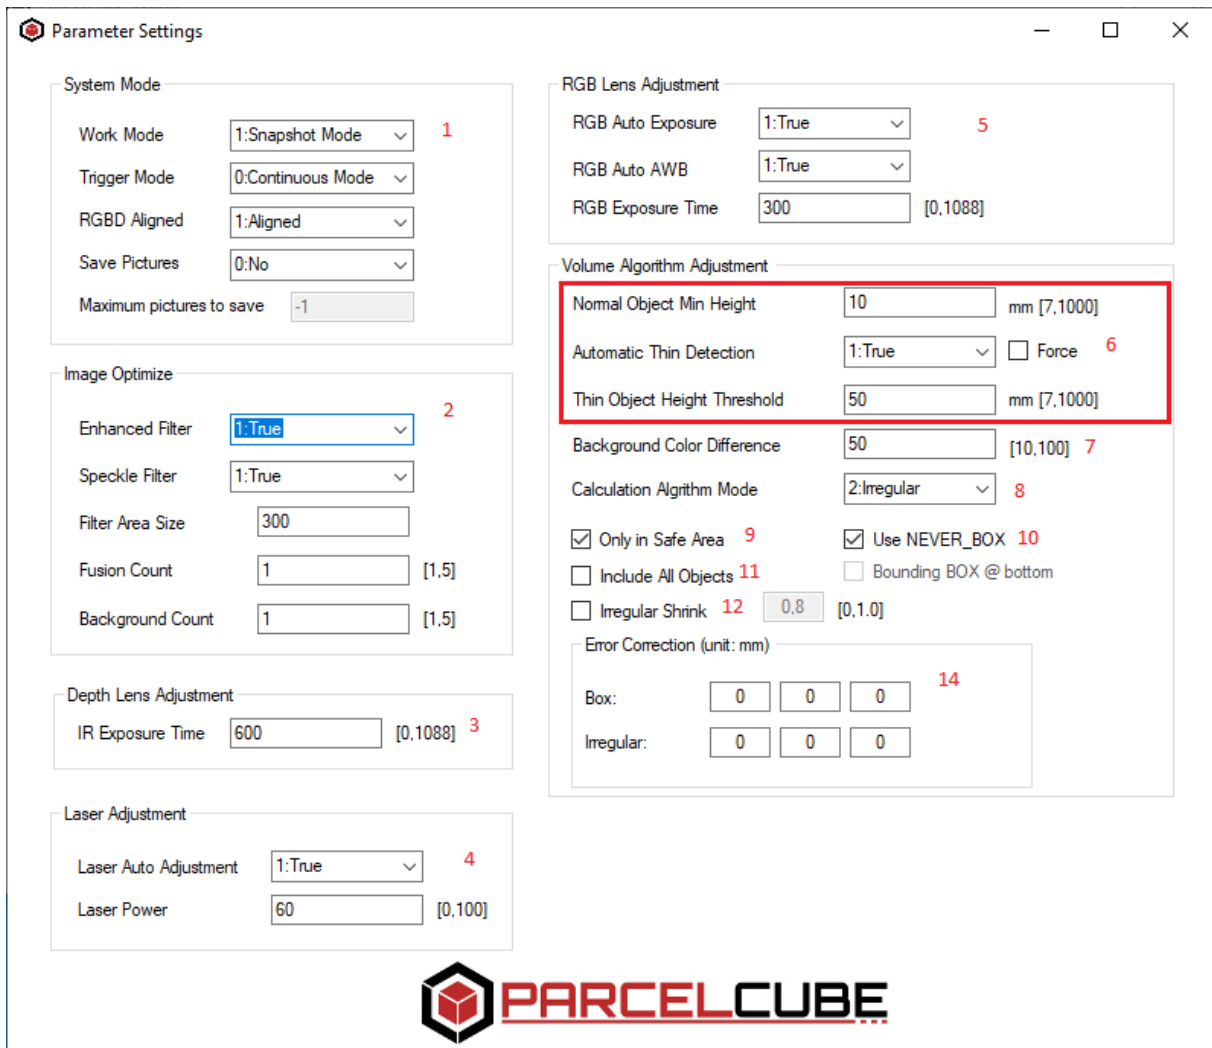 Parameter Settings
System Mode
Work Mode 1:Snapshot Mode 1
Trigger Mode 0:Continuous Mode
RGBD Aligned 1:Aligned
Save Pictures 0:No
Maximum pictures to save -1
Image Optimize
2
Enhanced Filter 1:True
Speckle Filter 1:True
Filter Area Size 300
Fusion Count 1 [1,5]
Background Count 1 [1,5]
Depth Lens Adjustment
IR Exposure Time 600 [0,1088] 3
Laser Adjustment
Laser Auto Adjustment 1:True 4
Laser Power 60 [0,100]
RGB Lens Adjustment
RGB Auto Exposure 1:True 5
RGB Auto AWB 1:True
RGB Exposure Time 300 [0,1088]
Volume Algorithm Adjustment
Normal Object Min Height 10 mm [7,1000]
Automatic Thin Detection 1:True Force 6
Thin Object Height Threshold 50 mm [7,1000]
Background Color Difference 50 [10,100] 7
Calculation Algrithm Mode 2:Irregular 8
Only in Safe Area 9 Use NEVER_BOX 10
Include All Objects 11 Bounding BOX @ bottom
Irregular Shrink 12 0,8 [0,1.0]
Error Correction (unit: mm)
14
Box: 0 0 0
Irregular: 0 0 0
PARCELCUBE